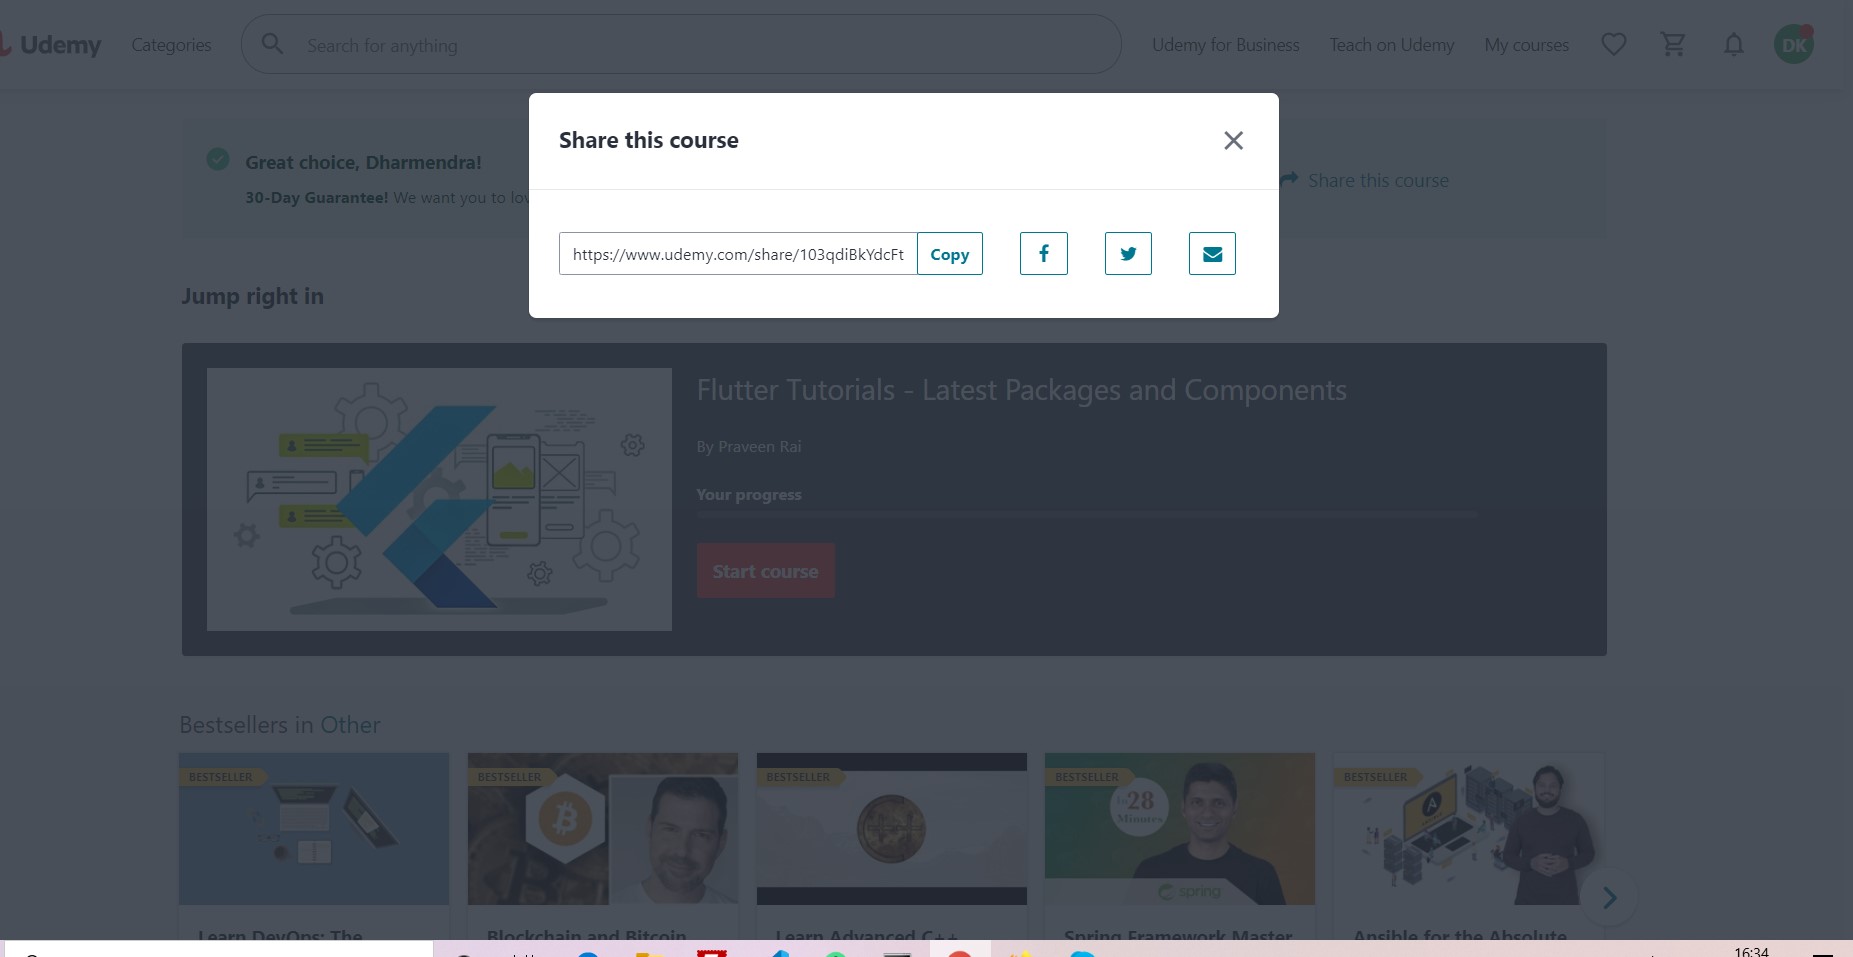 Udemy
Categories
Search for anything
Udemy for Business
Teach on Udemy
My courses
DK
Share this course
Great choice, Dharmendra!
30-Day Guarantee! We want you to lov
Share this course
https://www.udemy.com/share/103qdiBkYdcFt
Copy
Jump right in
Flutter Tutorials - Latest Packages and Components
By Praveen Rai
Your progress
Start course
Bestsellers in Other
BESTSELLER
BESTSELLER
BESTSELLER
BESTSELLER
BESTSELLER
In 28
Minutes
spring
Learn DevOps: The
Blockchain and Bitcoin
Learn Advanced C++
Spring Framework Master
Ansible for the Absolute
16:34